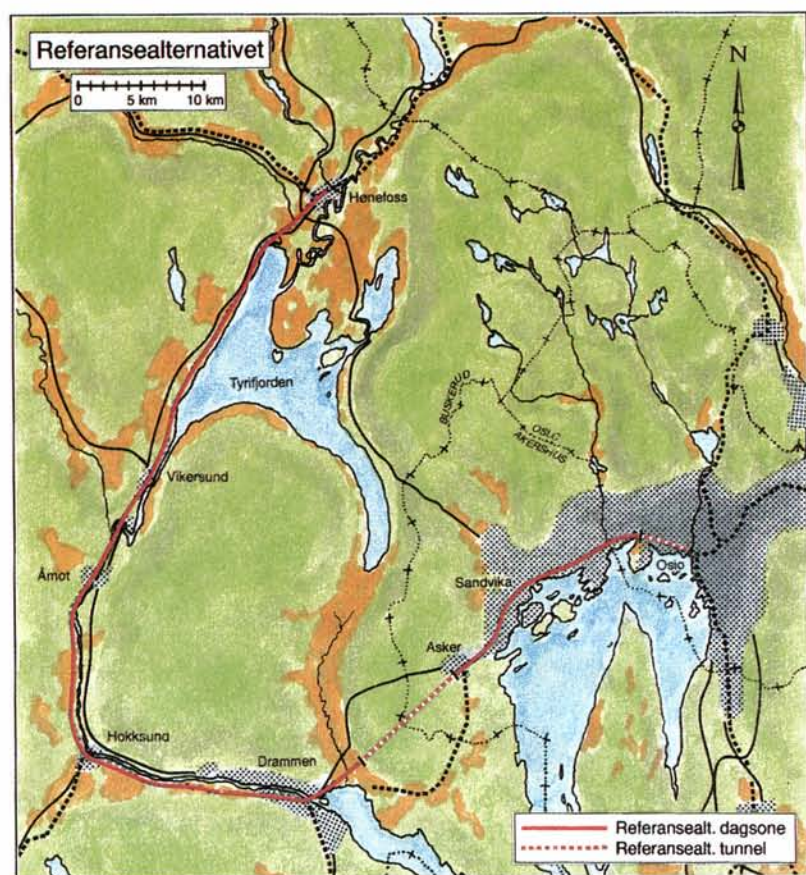 Referansealternativet
0 5 km 10 km
N
Hønefoss
Tyrifjorden
BUSKERUD
OSLO
AKERSHUS
Vikersund
Åmot
Sandvika
Oslo
Asker
Hokksund
Drammen
Referansealt. dagsone
Referansealt. tunnel